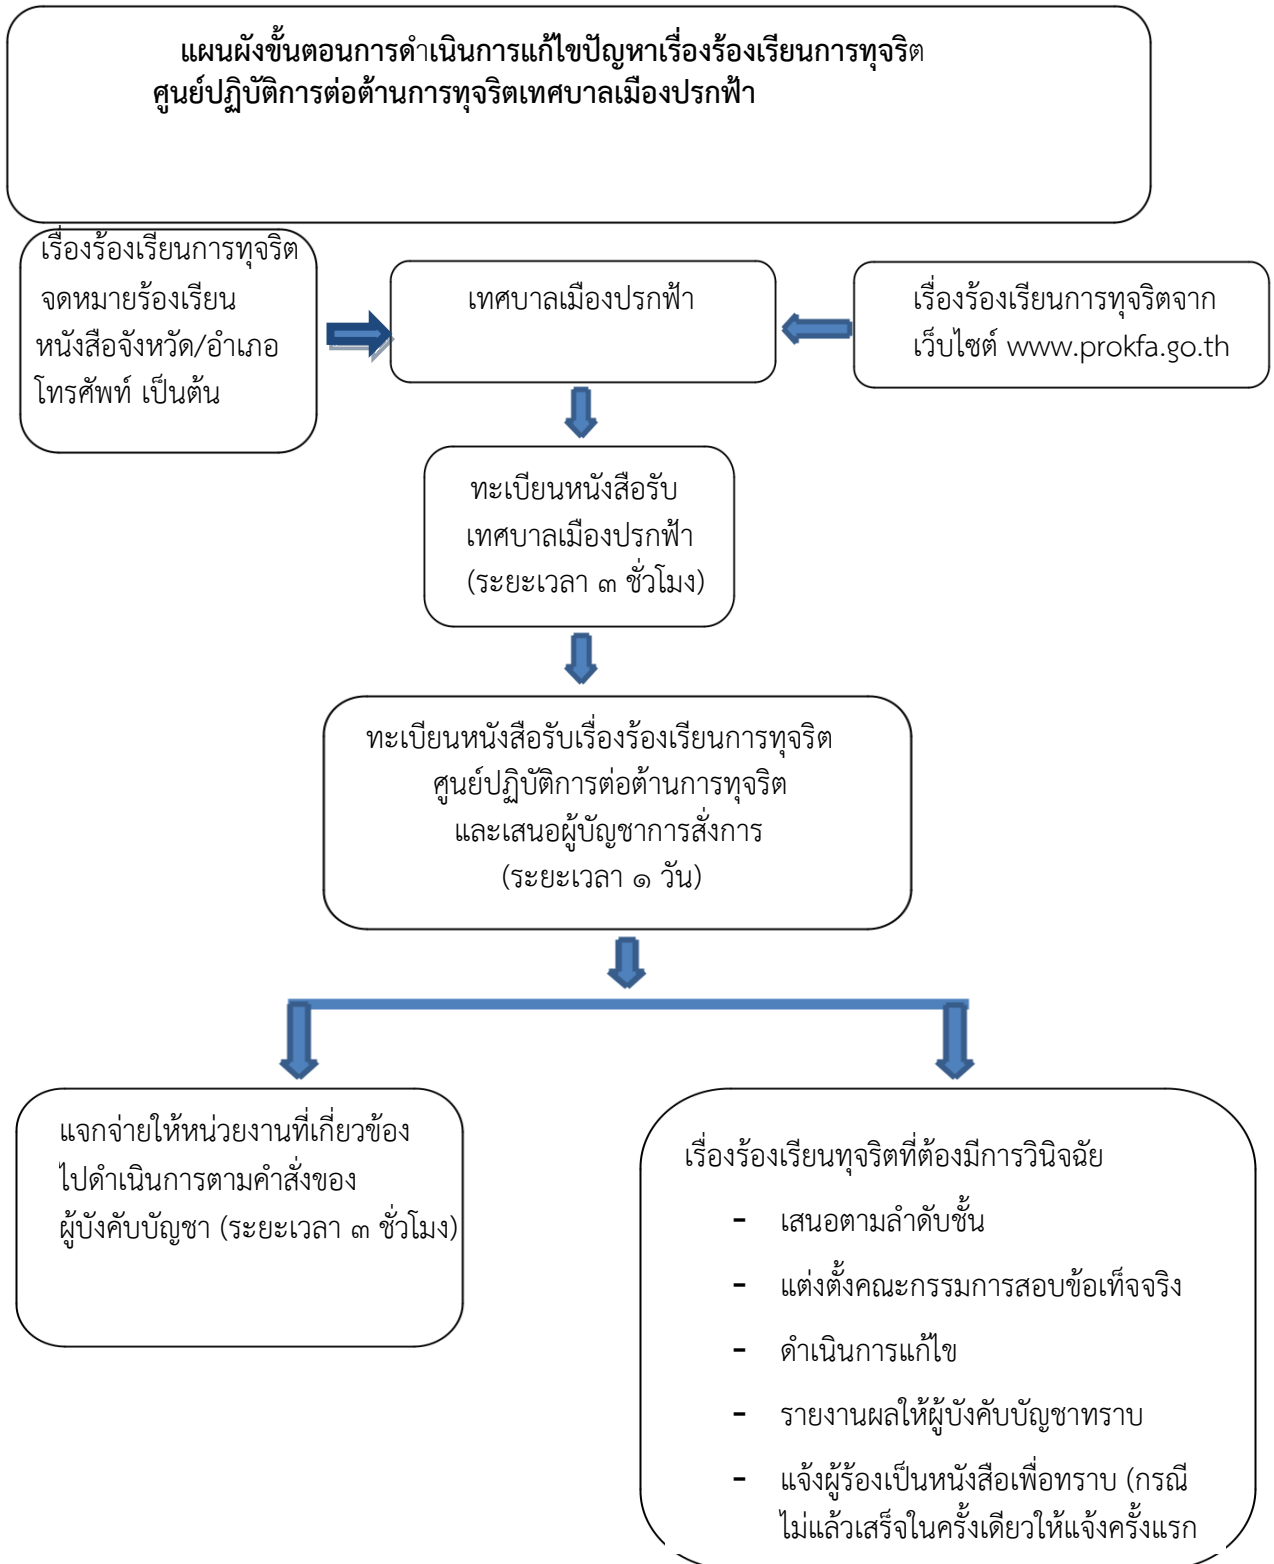 แผนผังขั้นตอนการดำเนินการแก้ไขปัญหาเรื่องร้องเรียนการทุจริต
ศูนย์ปฏิบัติการต่อต้านการทุจริตเทศบาลเมืองปรกฟ้า
เรื่องร้องเรียนการทุจริต
จดหมายร้องเรียน
หนังสือจังหวัด/อำเภอ
โทรศัพท์ เป็นต้น
เทศบาลเมืองปรกฟ้า
เรื่องร้องเรียนการทุจริตจาก
เว็บไซต์ www.prokfa.go.th
ทะเบียนหนังสือรับ
เทศบาลเมืองปรกฟ้า
(ระยะเวลา ๓ ชั่วโมง)
ทะเบียนหนังสือรับเรื่องร้องเรียนการทุจริต
ศูนย์ปฏิบัติการต่อต้านการทุจริต
และเสนอผู้บัญชาการสั่งการ
(ระยะเวลา ๑ วัน)
แจกจ่ายให้หน่วยงานที่เกี่ยวข้อง
ไปดำเนินการตามคำสั่งของ
ผู้บังคับบัญชา (ระยะเวลา ๓ ชั่วโมง)
เรื่องร้องเรียนทุจริตที่ต้องมีการวินิจฉัย
- เสนอตามลำดับชั้น
- แต่งตั้งคณะกรรมการสอบข้อเท็จจริง
- ดำเนินการแก้ไข
- รายงานผลให้ผู้บังคับบัญชาทราบ
- แจ้งผู้ร้องเป็นหนังสือเพื่อทราบ (กรณี
ไม่แล้วเสร็จในครั้งเดียวให้แจ้งครั้งแรก